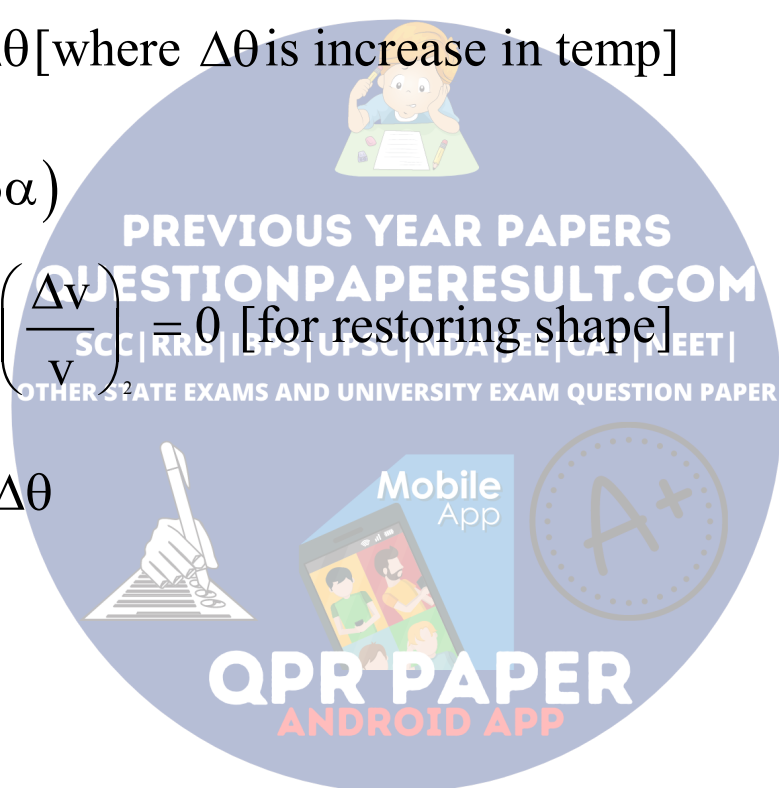 θ[where Δθ is increase in temp]
α)
PREVIOUS YEAR PAPERS
QUESTIONPAPERESULT.COM
(Δv/v)₂ = 0 [for restoring shape]
SCC|RRB|IBPS|UPSC|NDA|JEE|CAT|NEET|
OTHER STATE EXAMS AND UNIVERSITY EXAM QUESTION PAPER
Δθ
Mobile
App
A+
QPR PAPER
ANDROID APP